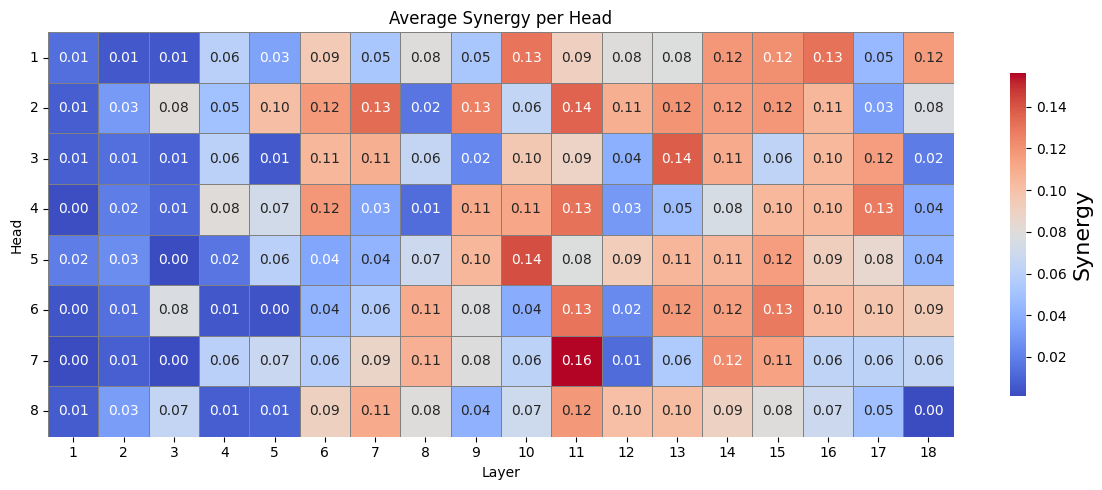 Average Synergy per Head
1 0.01 0.01 0.01 0.06 0.03 0.09 0.05 0.08 0.05 0.13 0.09 0.08 0.08 0.12 0.12 0.13 0.05 0.12
2 0.01 0.03 0.08 0.05 0.10 0.12 0.13 0.02 0.13 0.06 0.14 0.11 0.12 0.12 0.12 0.11 0.03 0.08
3 0.01 0.01 0.01 0.06 0.01 0.11 0.11 0.06 0.02 0.10 0.09 0.04 0.14 0.11 0.06 0.10 0.12 0.02
4 0.00 0.02 0.01 0.08 0.07 0.12 0.03 0.01 0.11 0.11 0.13 0.03 0.05 0.08 0.10 0.10 0.13 0.04
5 0.02 0.03 0.00 0.02 0.06 0.04 0.04 0.07 0.10 0.14 0.08 0.09 0.11 0.11 0.12 0.09 0.08 0.04
6 0.00 0.01 0.08 0.01 0.00 0.04 0.06 0.11 0.08 0.04 0.13 0.02 0.12 0.12 0.13 0.10 0.10 0.09
7 0.00 0.01 0.00 0.06 0.07 0.06 0.09 0.11 0.08 0.06 0.16 0.01 0.06 0.12 0.11 0.06 0.06 0.06
8 0.01 0.03 0.07 0.01 0.01 0.09 0.11 0.08 0.04 0.07 0.12 0.10 0.10 0.09 0.08 0.07 0.05 0.00
1 2 3 4 5 6 7 8 9 10 11 12 13 14 15 16 17 18
Layer
Head
0.14
0.12
0.10
0.08
0.06
0.04
0.02
Synergy